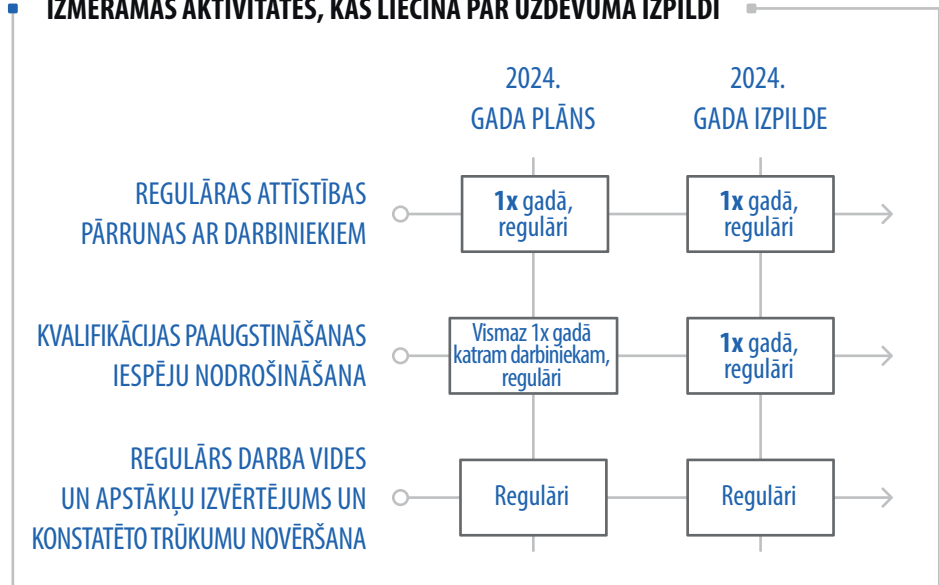 IZMĒRĀMĀS AKTIVITĀTES, KAS LIECINA PAR UZDEVUMA IZPILDI
2024.
GADA PLĀNS
2024.
GADA IZPILDE
REGULĀRAS ATTĪSTĪBAS
PĀRRUNAS AR DARBINIEKIEM
1x gadā,
regulāri
1x gadā,
regulāri
KVALIFIKĀCIJAS PAAUGSTINĀŠANAS
IESPĒJU NODROŠINĀŠANA
Vismaz 1x gadā
katram darbiniekam,
regulāri
1x gadā,
regulāri
REGULĀRS DARBA VIDES
UN APSTĀKĻU IZVĒRTĒJUMS UN
KONSTATĒTO TRŪKUMU NOVĒRŠANA
Regulāri
Regulāri